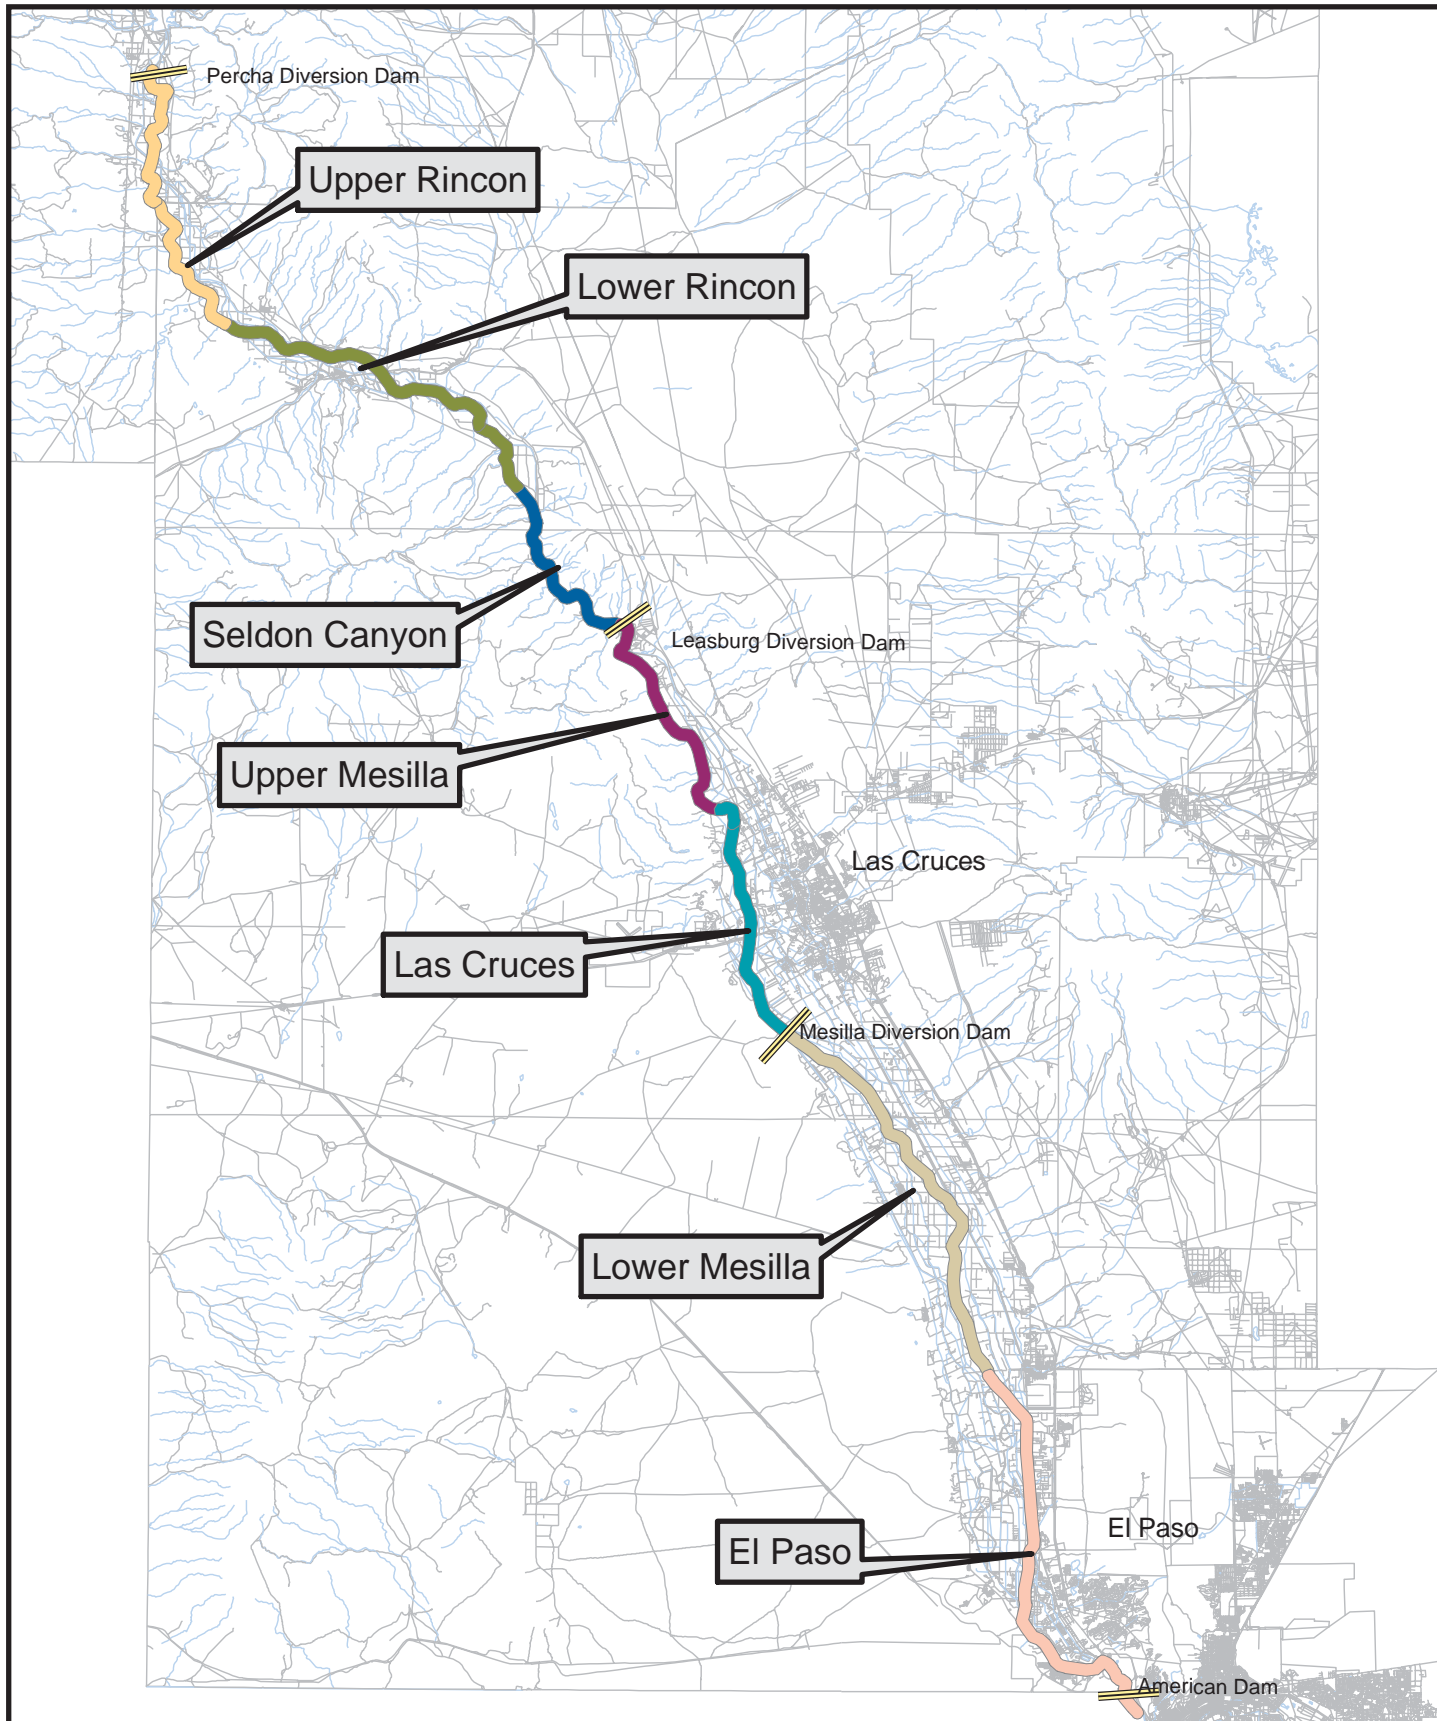 Percha Diversion Dam
Upper Rincon
Lower Rincon
Seldon Canyon
Leasburg Diversion Dam
Upper Mesilla
Las Cruces
Las Cruces
Mesilla Diversion Dam
Lower Mesilla
El Paso
El Paso
American Dam